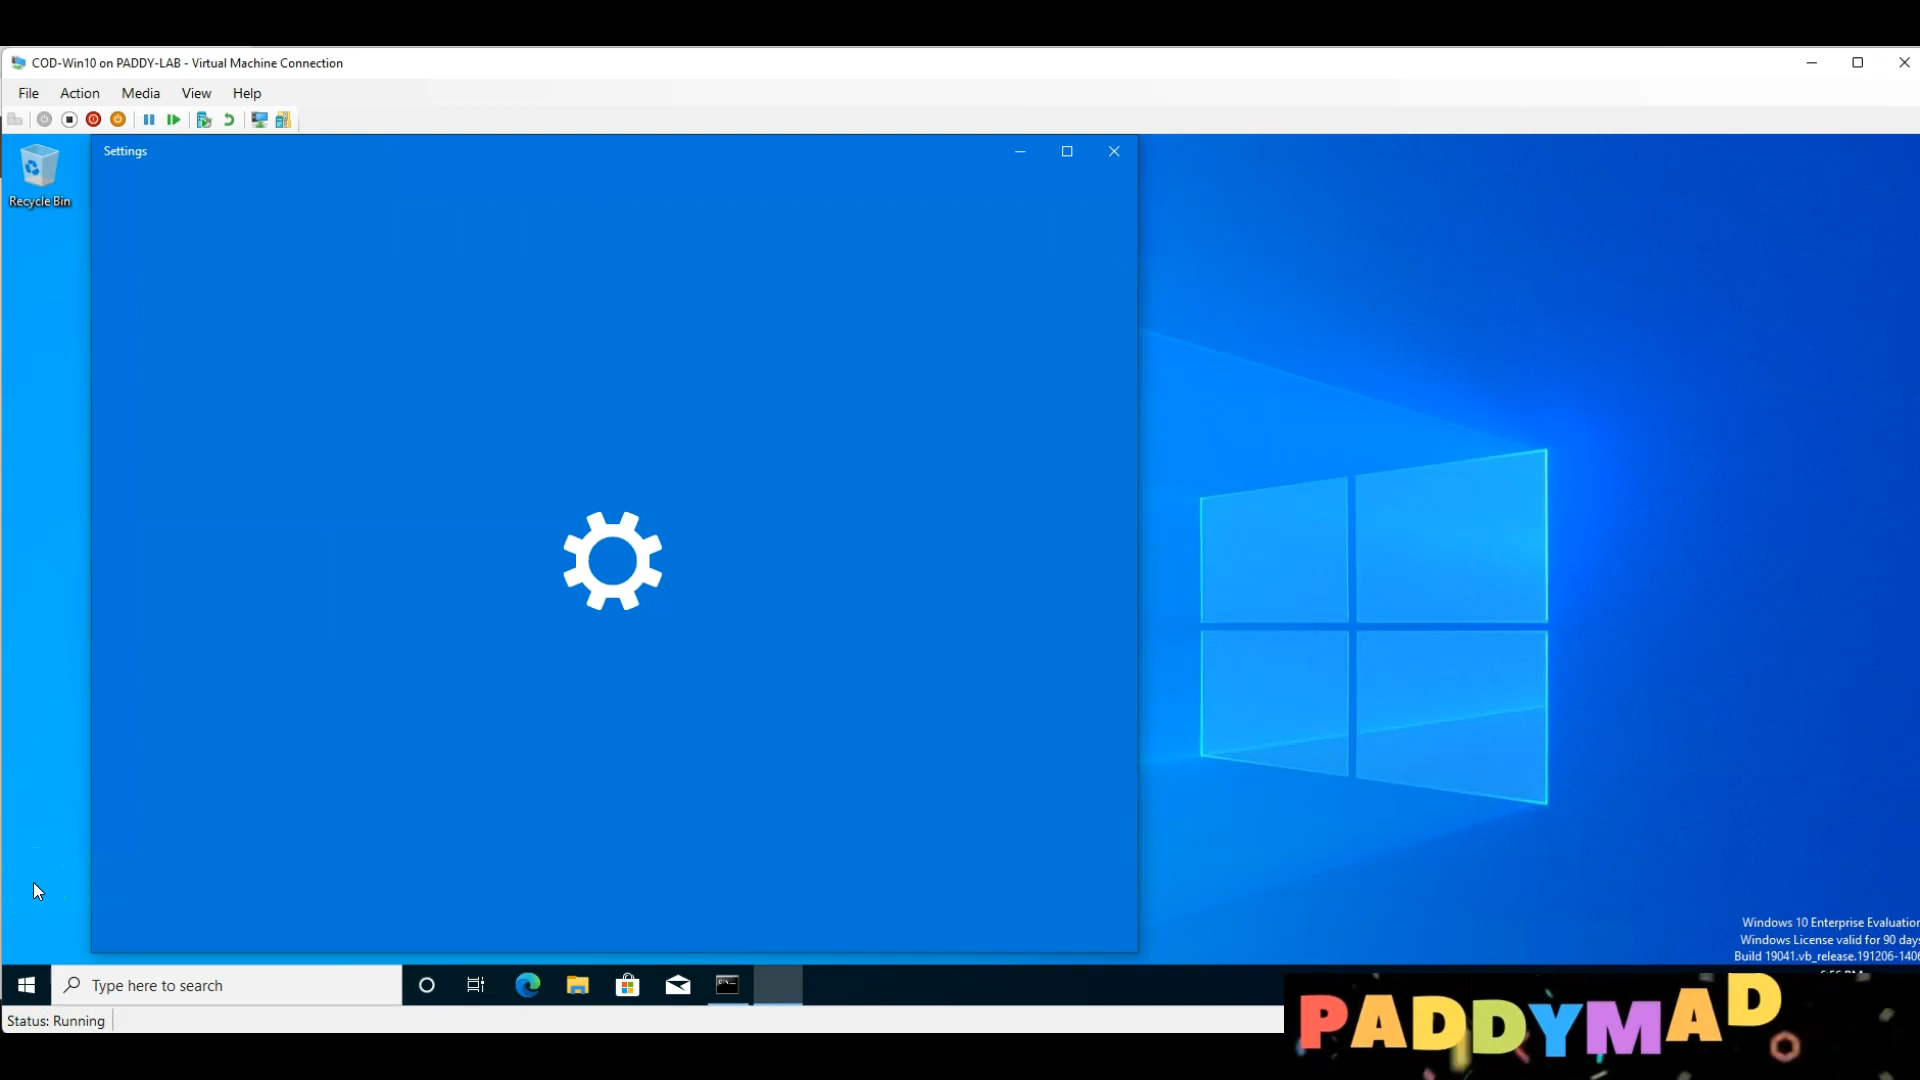 COD-Win10 on PADDY-LAB - Virtual Machine Connection
File Action Media View Help
Settings
Recycle Bin
Windows 10 Enterprise Evaluation
Windows License valid for 90 days
Build 19041.vb_release.191206-1406
Type here to search
Status: Running
PADDYMAD